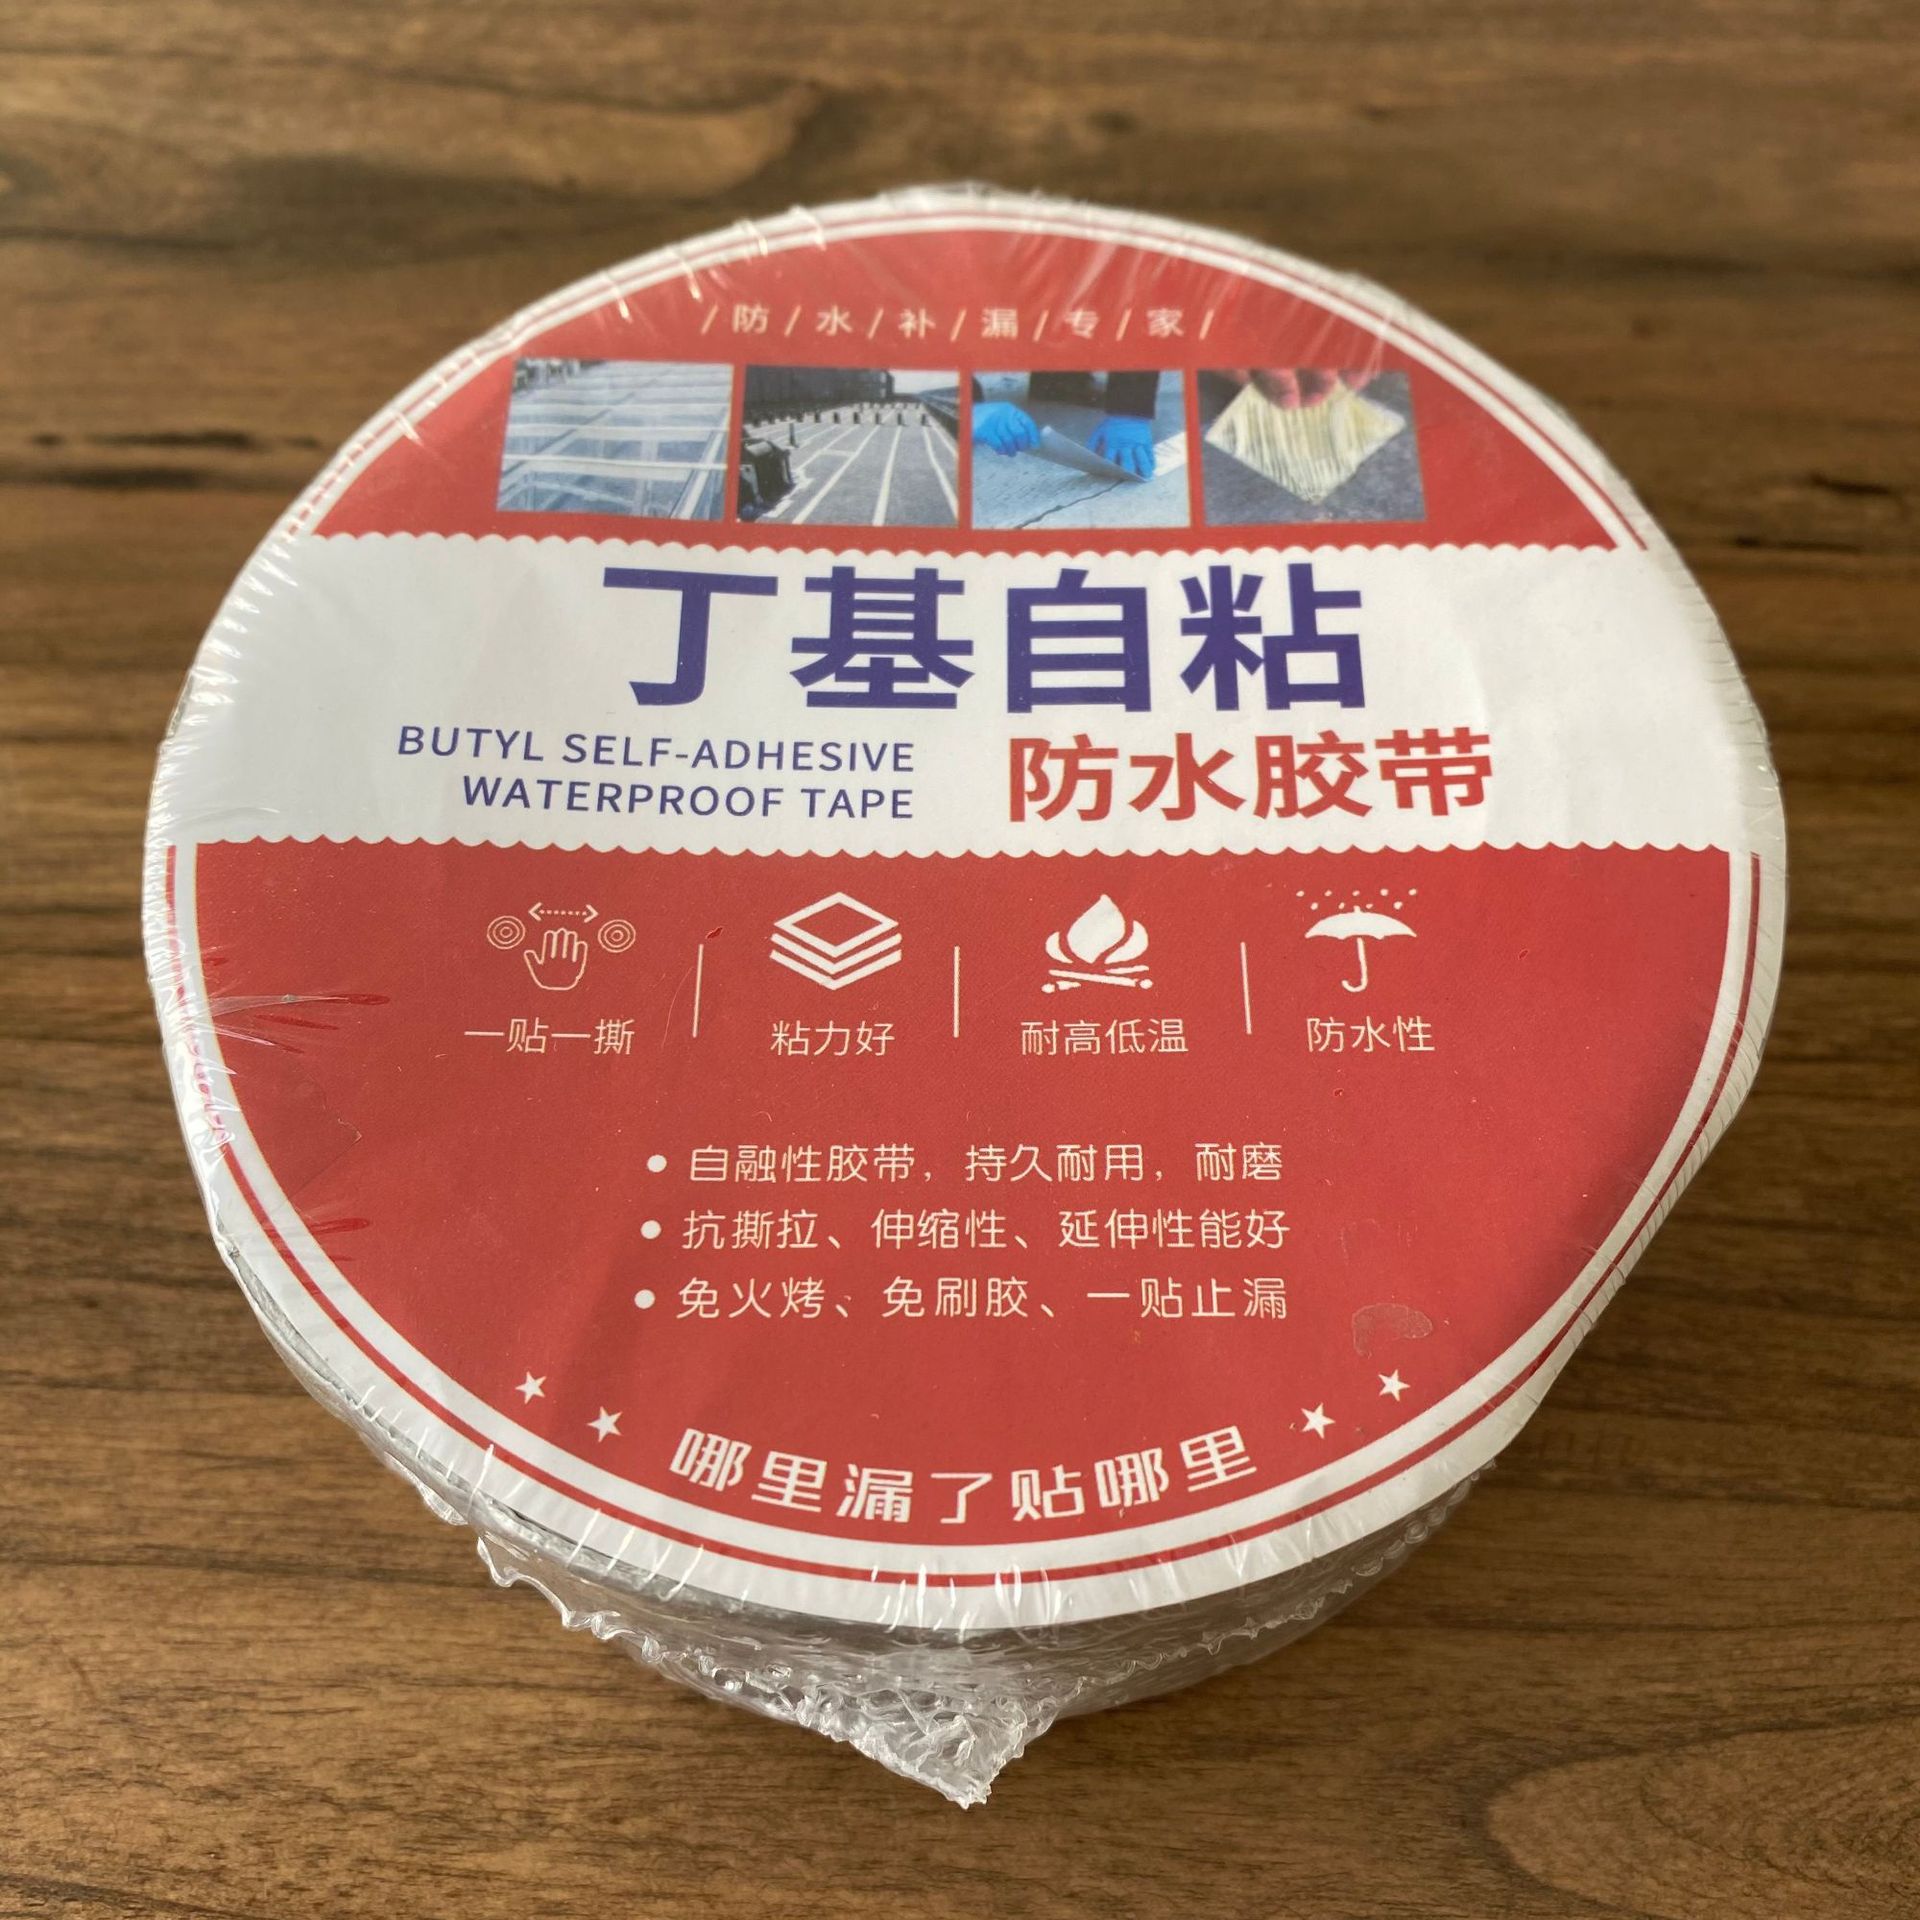 /防/水/补/漏/专/家/
丁基自粘
BUTYL SELF-ADHESIVE
WATERPROOF TAPE
防水胶带
一贴一撕
粘力好
耐高低温
防水性
• 自融性胶带，持久耐用，耐磨
• 抗撕拉、伸缩性、延伸性能好
• 免火烤、免刷胶、一贴止漏
哪里漏了贴哪里